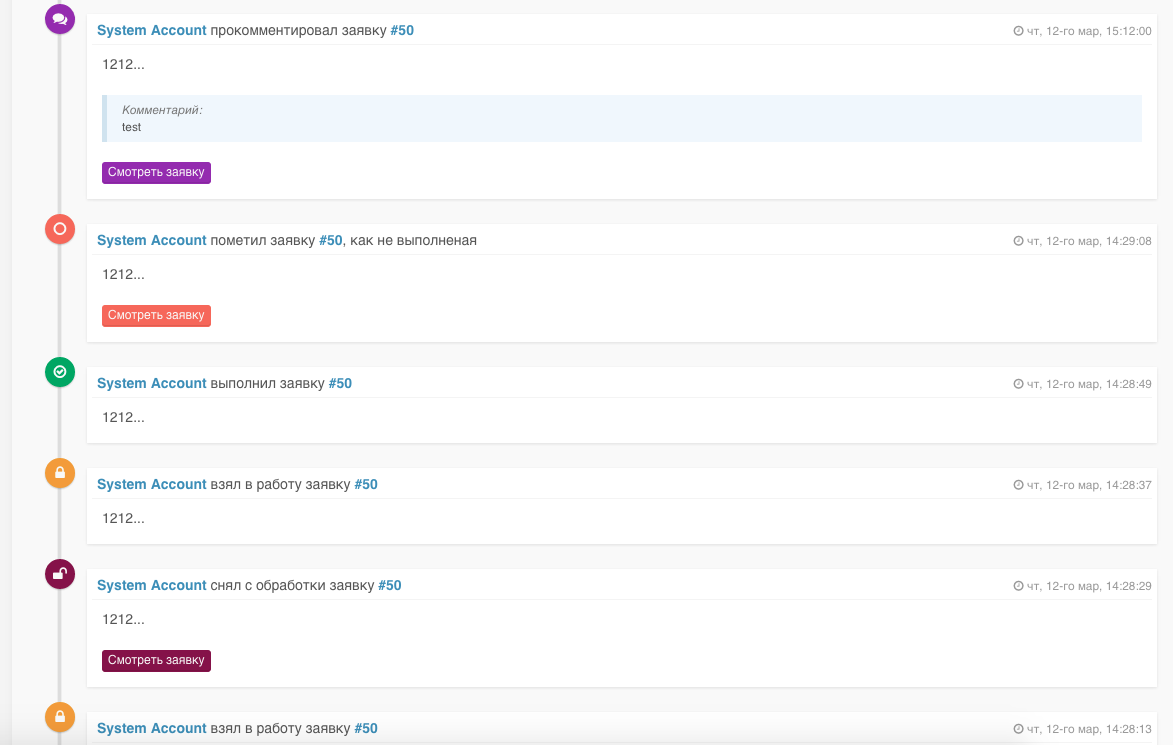 System Account прокомментировал заявку #50 чт, 12-го мар, 15:12:00
1212...
Комментарий:
test
Смотреть заявку
System Account пометил заявку #50, как не выполненая чт, 12-го мар, 14:29:08
1212...
Смотреть заявку
System Account выполнил заявку #50 чт, 12-го мар, 14:28:49
1212...
System Account взял в работу заявку #50 чт, 12-го мар, 14:28:37
1212...
System Account снял с обработки заявку #50 чт, 12-го мар, 14:28:29
1212...
Смотреть заявку
System Account взял в работу заявку #50 чт, 12-го мар, 14:28:13